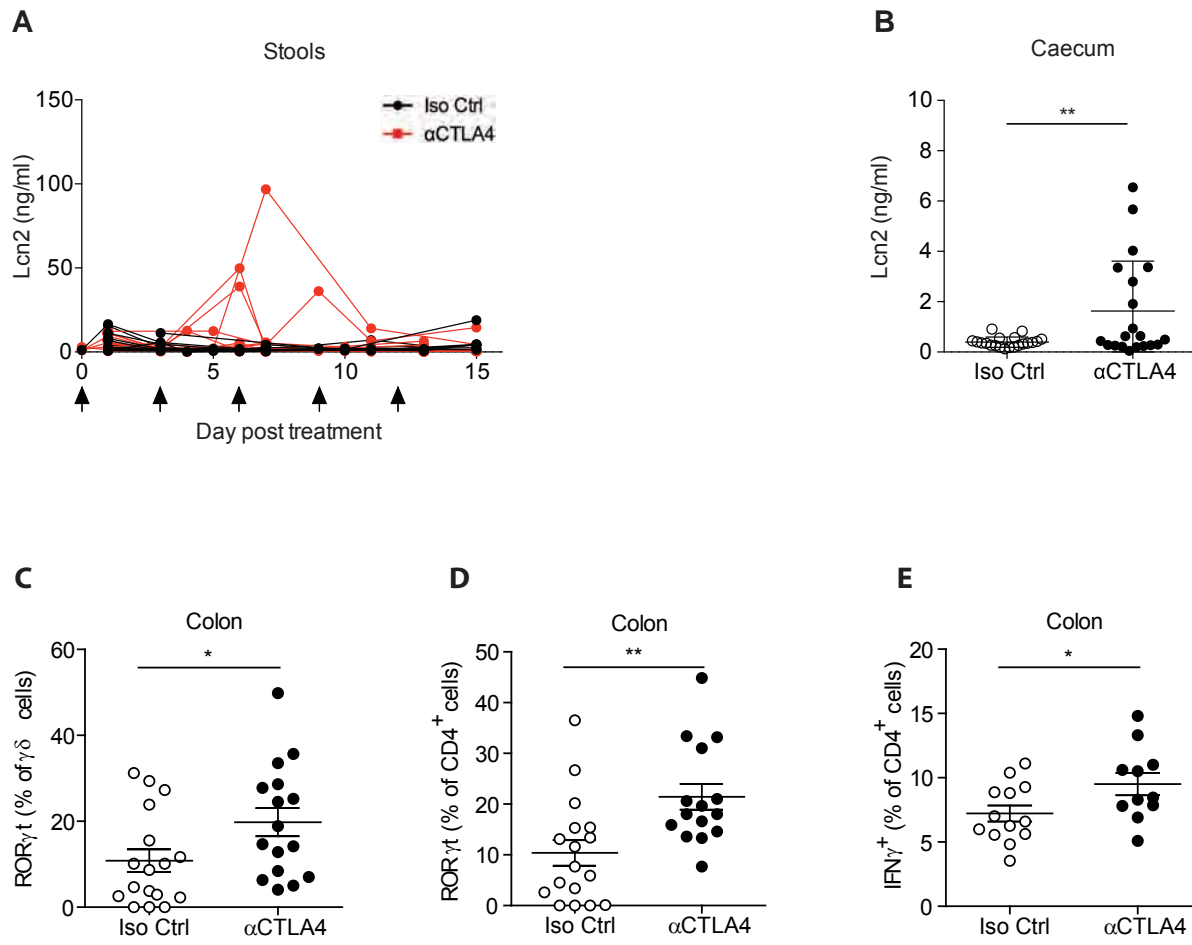 A
Stools
150
100
50
0
Lcn2 (ng/ml)
Iso Ctrl
αCTLA4
0 5 10 15
Day post treatment
B
Caecum
10
8
6
4
2
0
Lcn2 (ng/ml)
**
Iso Ctrl αCTLA4
C
Colon
60
40
20
0
RORγt (% of γδ cells)
*
Iso Ctrl αCTLA4
D
Colon
50
40
30
20
10
0
RORγt (% of CD4⁺ cells)
**
Iso Ctrl αCTLA4
E
Colon
20
15
10
5
0
IFNγ⁺ (% of CD4⁺ cells)
*
Iso Ctrl αCTLA4